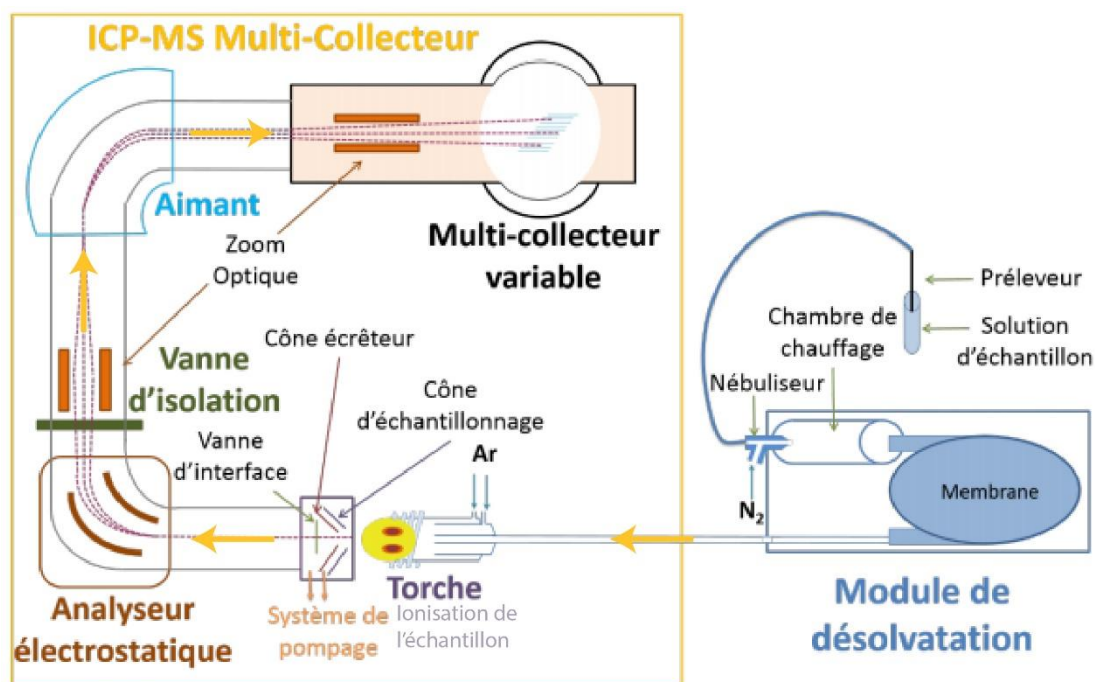 ICP-MS Multi-Collecteur
Aimant
Zoom
Optique
Multi-collecteur
variable
Préleveur
Solution
d'échantillon
Chambre de
chauffage
Nébuliseur
Cône écrêteur
Vanne
d'isolation
Cône
d'échantillonnage
Vanne
d'interface
Ar
N2
Membrane
Torche
Ionisation de
l'échantillon
Système de
pompage
Analyseur
électrostatique
Module de
désolvatation